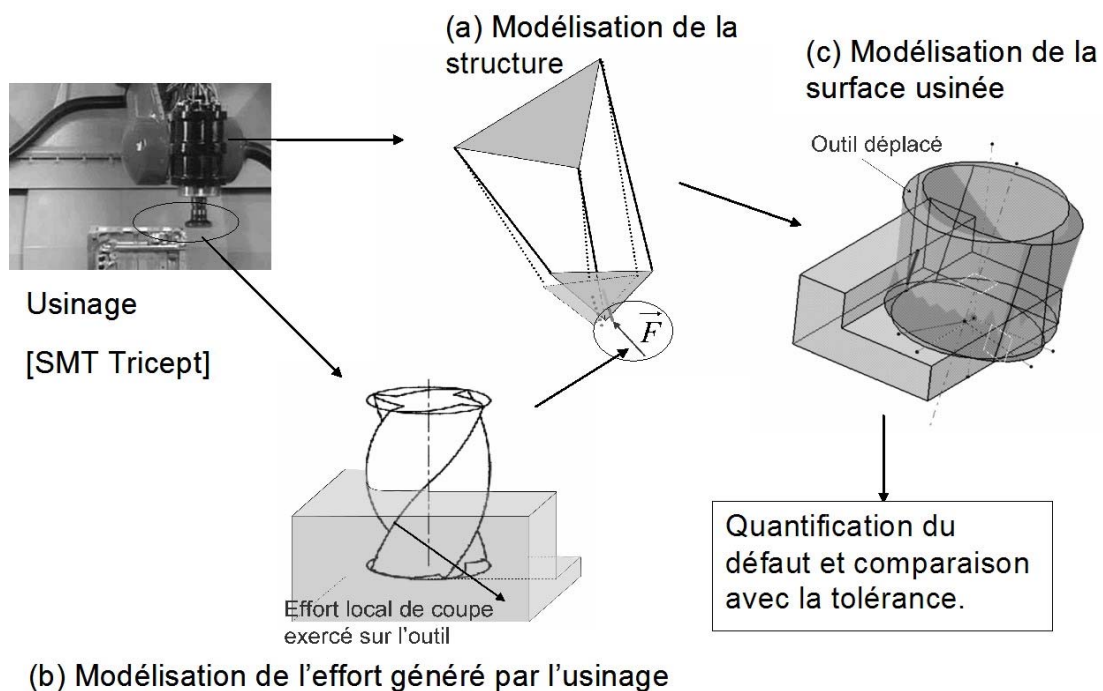 (a) Modélisation de la
structure
(c) Modélisation de la
surface usinée
Outil déplacé
Usinage
[SMT Tricept]
F
Effort local de coupe
exercé sur l'outil
Quantification du
défaut et comparaison
avec la tolérance.
(b) Modélisation de l'effort généré par l'usinage